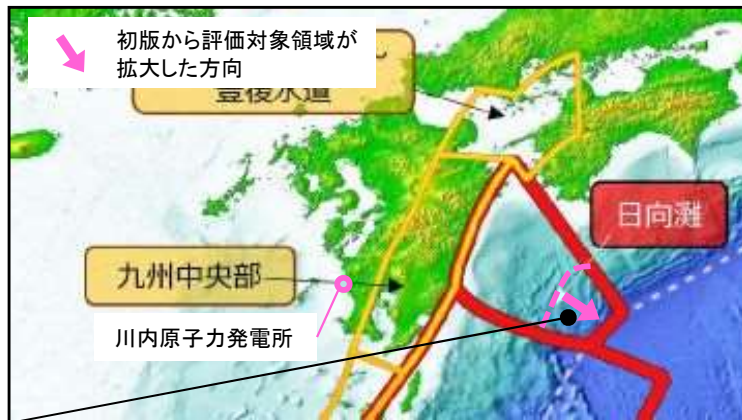 初版から評価対象領域が
拡大した方向
～
豊後水道
日向灘
九州中央部
川内原子力発電所